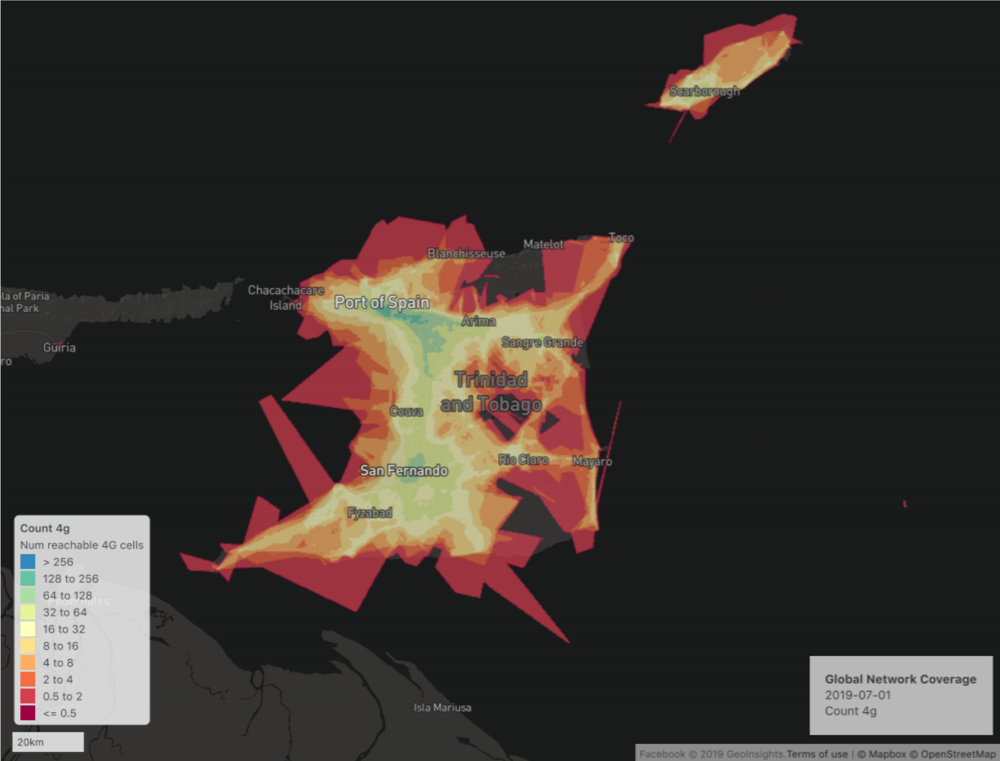 Scarborough
Toco
Matelot
Blanchisseuse
Chacachacare
Island
la of Paria
nal Park
Port of Spain
Arima
Sangre Grande
Güiria
ro
Trinidad
and Tobago
Couva
Rio Claro
Mayaro
San Fernando
Fyzabad
Count 4g
Num reachable 4G cells
> 256
128 to 256
64 to 128
Pedernales
32 to 64
16 to 32
8 to 16
4 to 8
2 to 4
0.5 to 2
<= 0.5
20km
Isla Mariusa
Global Network Coverage
2019-07-01
Count 4g
Facebook © 2019 GeoInsights.Terms of use | © Mapbox © OpenStreetMap